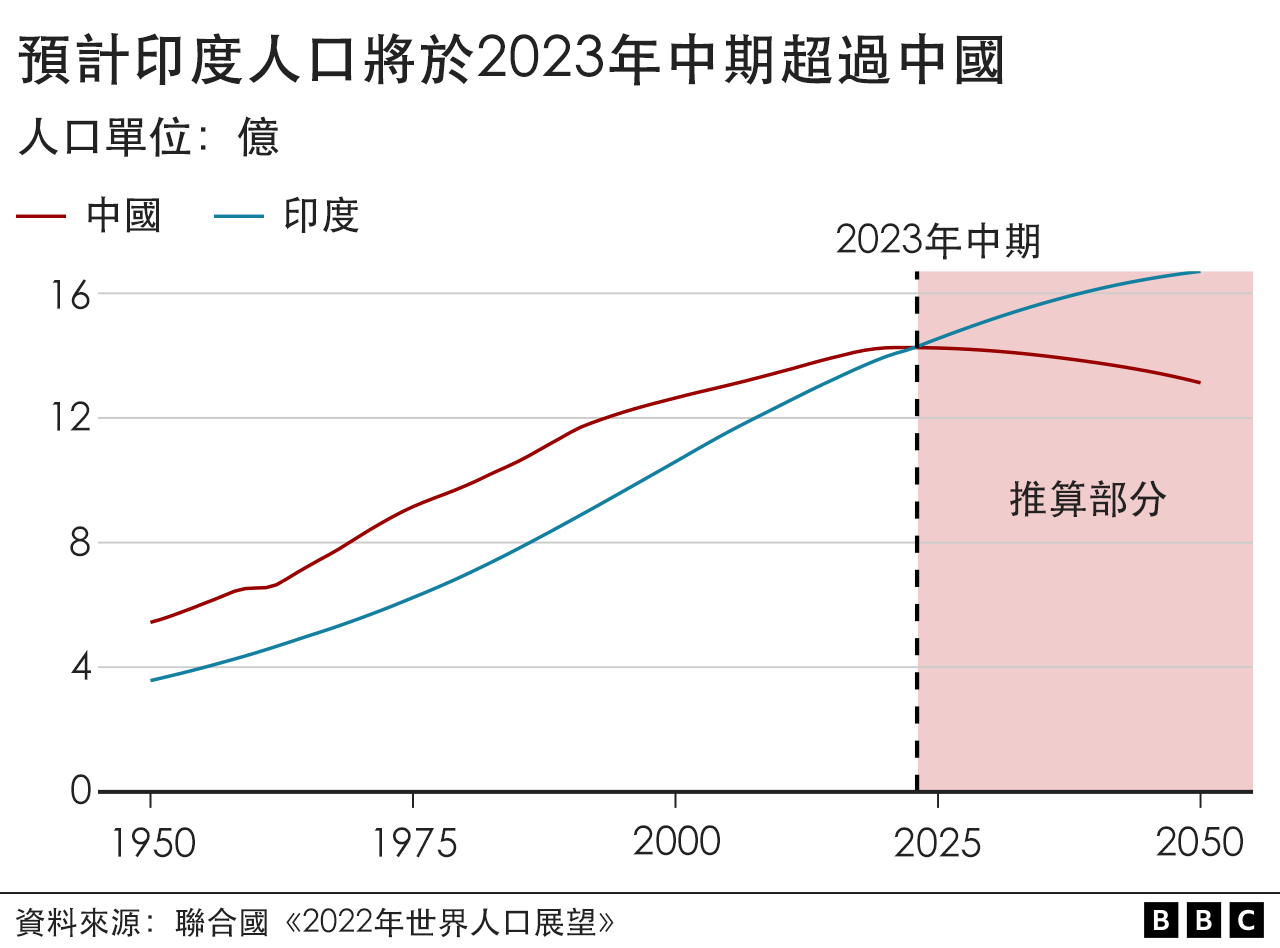 預計印度人口將於2023年中期超過中國
人口單位：億
中國 印度
2023年中期
16
12
推算部分
8
4
0
1950 1975 2000 2025 2050
資料來源：聯合國《2022年世界人口展望》
BBC